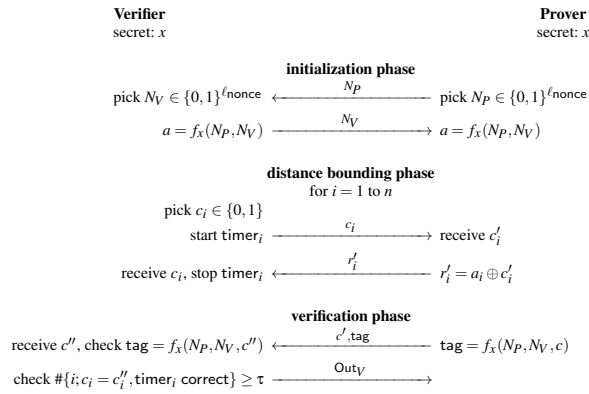 Verifier Prover
secret: x secret: x
initialization phase
pick N_V ∈ {0,1}^ℓnonce ← N_P pick N_P ∈ {0,1}^ℓnonce
a = f_x(N_P,N_V) N_V → a = f_x(N_P,N_V)
distance bounding phase
for i = 1 to n
pick c_i ∈ {0,1}
start timer_i c_i → receive c′_i
receive c_i, stop timer_i ← r′_i r′_i = a_i ⊕ c′_i
verification phase
receive c″, check tag = f_x(N_P,N_V,c″) ← c′,tag tag = f_x(N_P,N_V,c)
check #{i;c_i = c″_i,timer_i correct} ≥ τ Out_V →